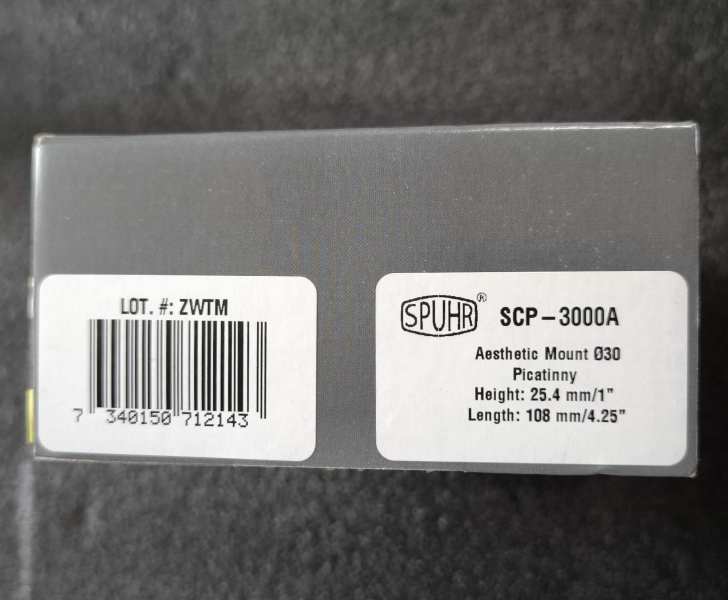 LOT. #: ZWTM
7 340150 712143
SPUHR® SCP-3000A
Aesthetic Mount Ø30
Picatinny
Height: 25.4 mm/1"
Length: 108 mm/4.25"